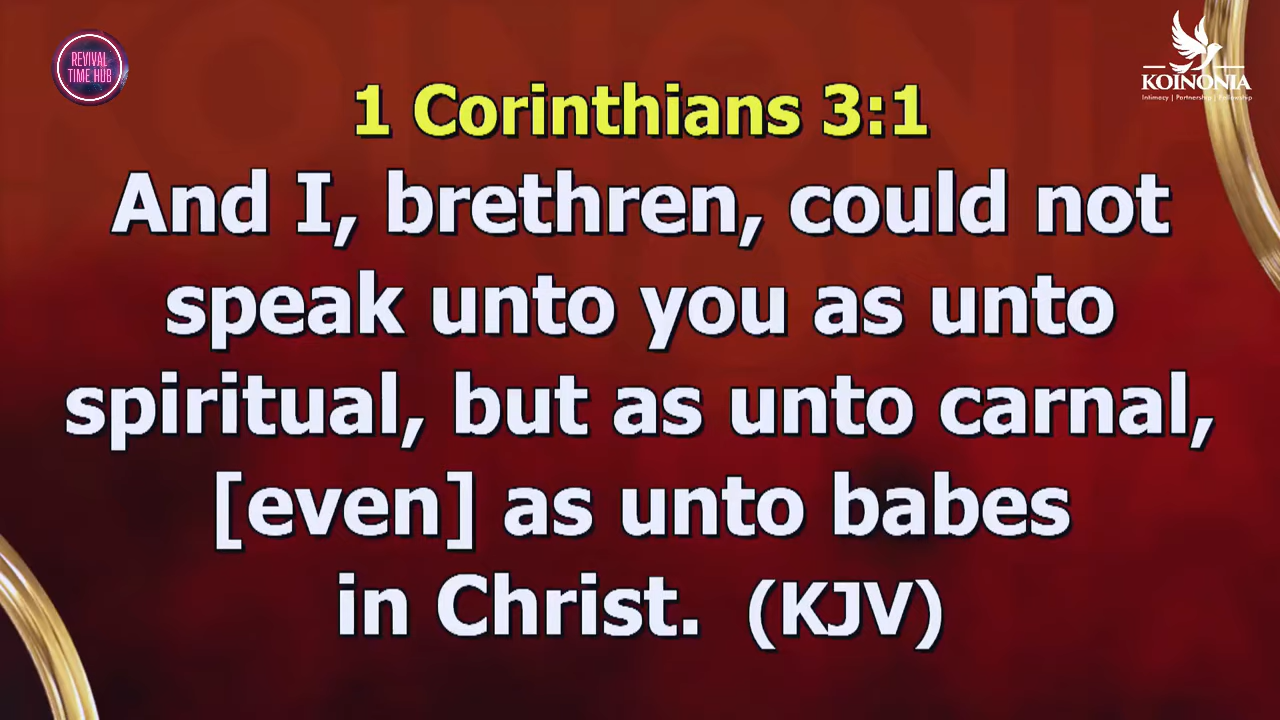 REVIVAL
TIME HUB
KOINONIA
Intimacy | Partnership | Fellowship
1 Corinthians 3:1
And I, brethren, could not
speak unto you as unto
spiritual, but as unto carnal,
[even] as unto babes
in Christ. (KJV)